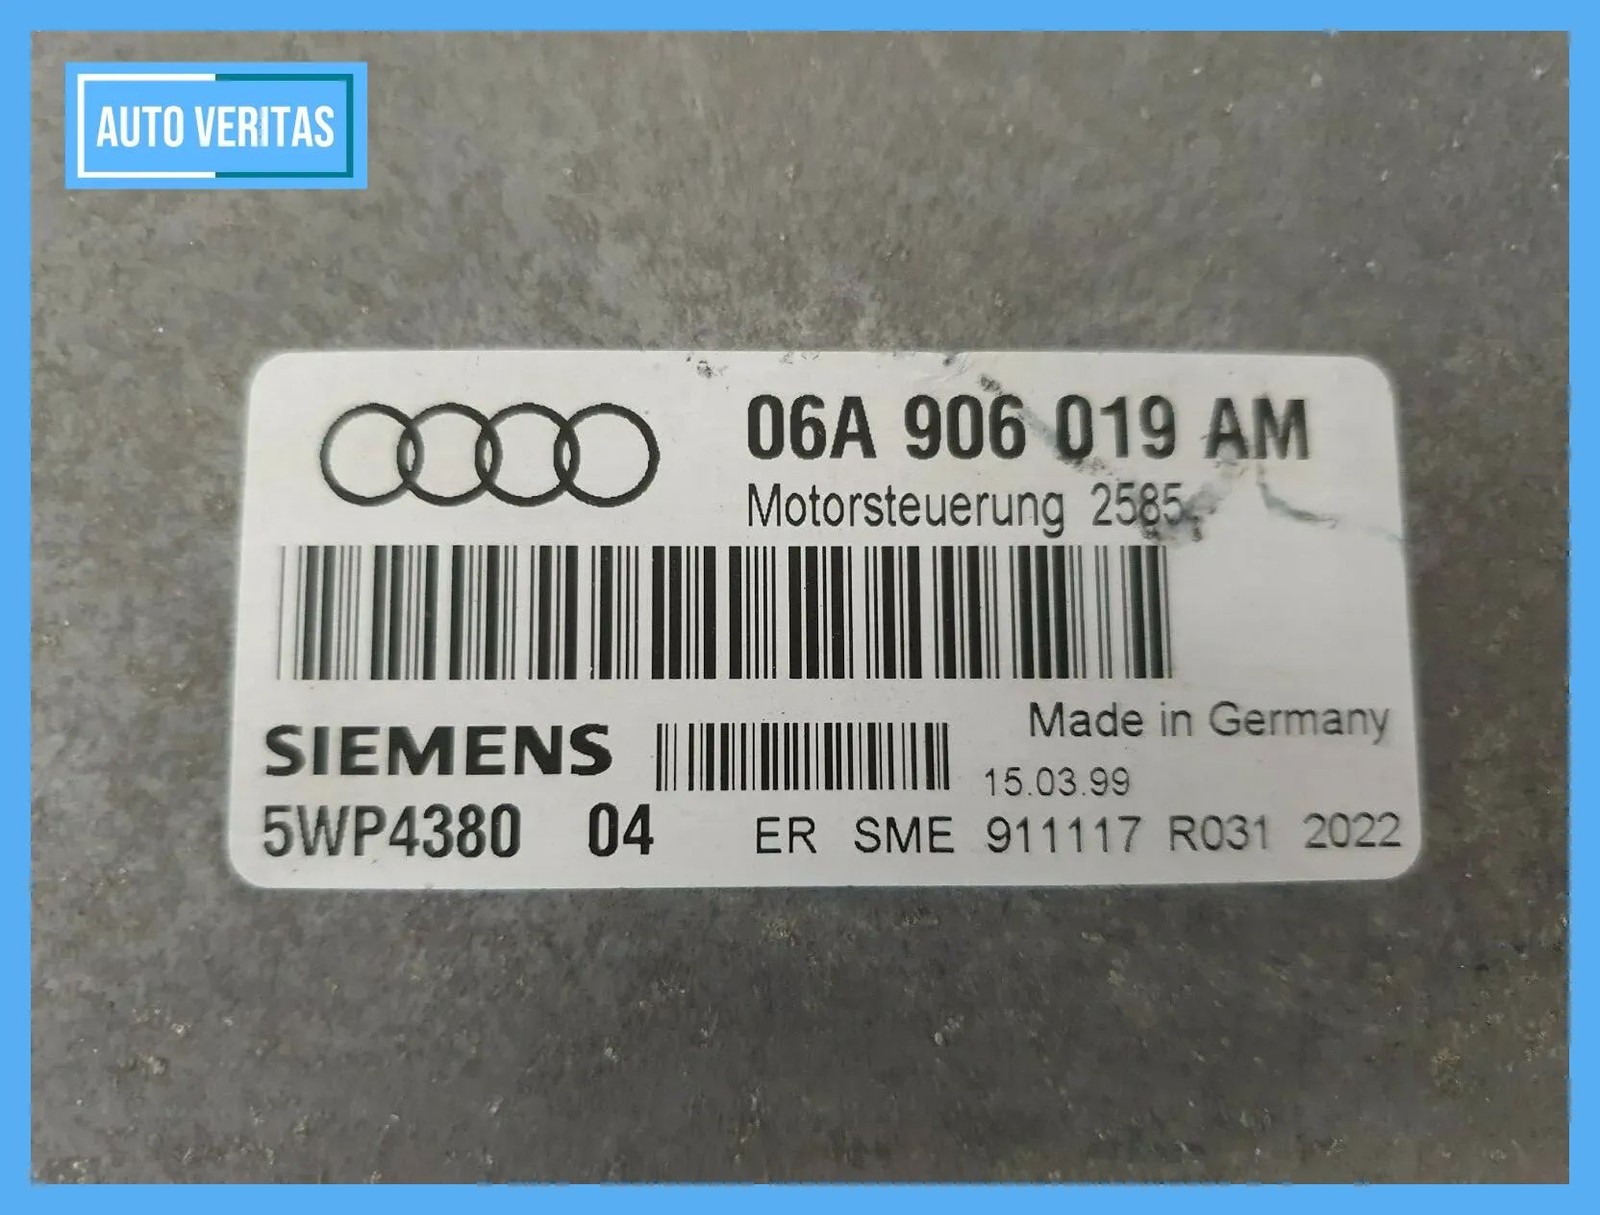 AUTO VERITAS
06A 906 019 AM
Motorsteuerung 2585
SIEMENS
Made in Germany
15.03.99
5WP4380 04 ER SME 911117 R031 2022